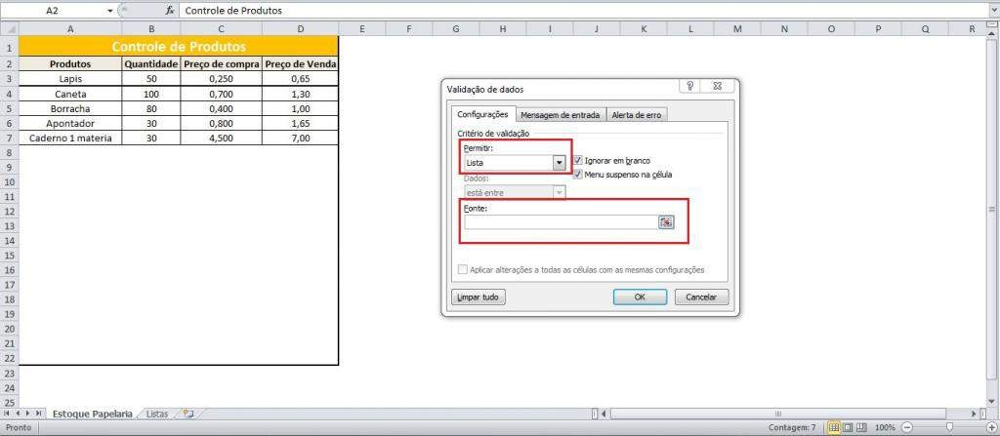 A2 fx Controle de Produtos
A B C D E F G H I J K L M N O P Q R
1 Controle de Produtos
2 Produtos Quantidade Preço de compra Preço de Venda
3 Lapis 50 0,250 0,65
4 Caneta 100 0,700 1,30
5 Borracha 80 0,400 1,00
6 Apontador 30 0,800 1,65
7 Caderno 1 materia 30 4,500 7,00
8
9
10
11
12
13
14
15
16
17
18
19
20
21
22
23
24
25
Validação de dados
Configurações Mensagem de entrada Alerta de erro
Critério de validação
Permitir:
Lista
Ignorar em branco
Menu suspenso na célula
Dados:
está entre
Fonte:
Aplicar alterações a todas as células com as mesmas configurações
Limpar tudo OK Cancelar
Estoque Papelaria Listas
Pronto Contagem: 7 100%